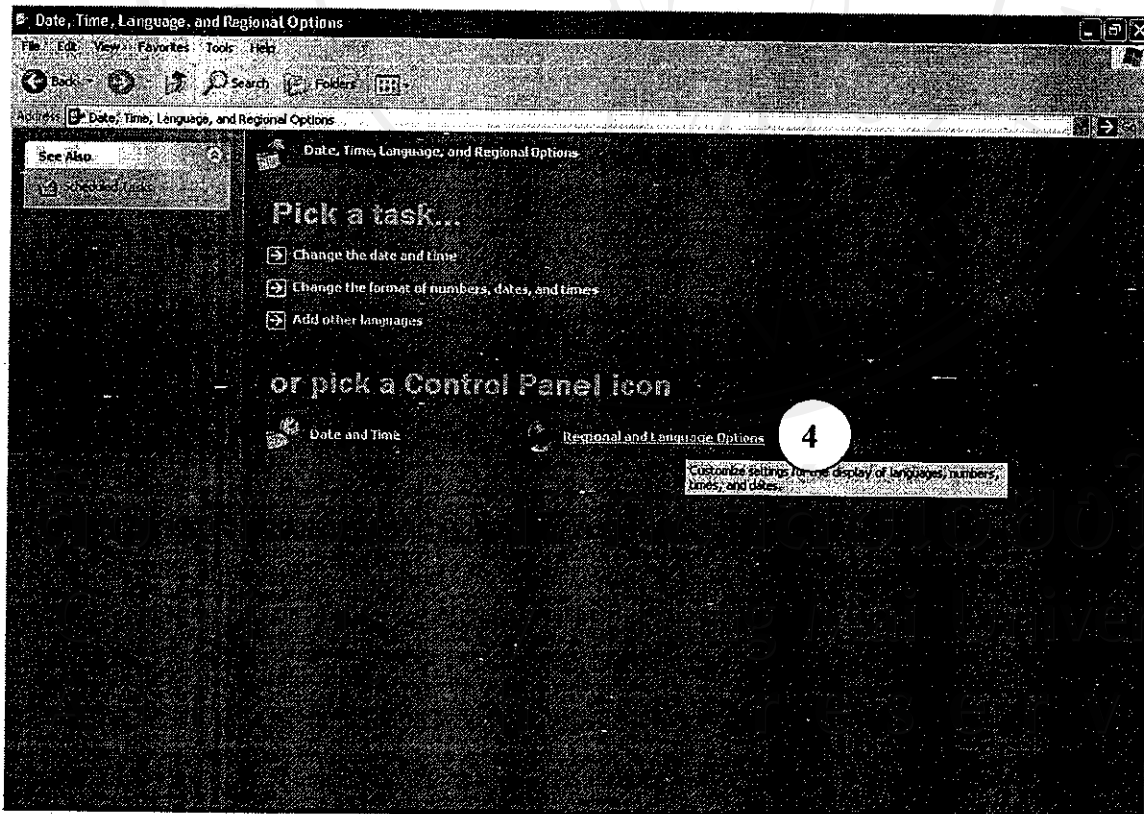 Date, Time, Language, and Regional Options
File Edit View Favorites Tools Help
Back Search Folders
Address Date, Time, Language, and Regional Options
See Also
Scheduled Tasks
Date, Time, Language, and Regional Options
Pick a task...
Change the date and time
Change the format of numbers, dates, and times
Add other languages
or pick a Control Panel icon
Date and Time
Regional and Language Options
4
Customize settings for the display of languages, numbers,
times, and dates.